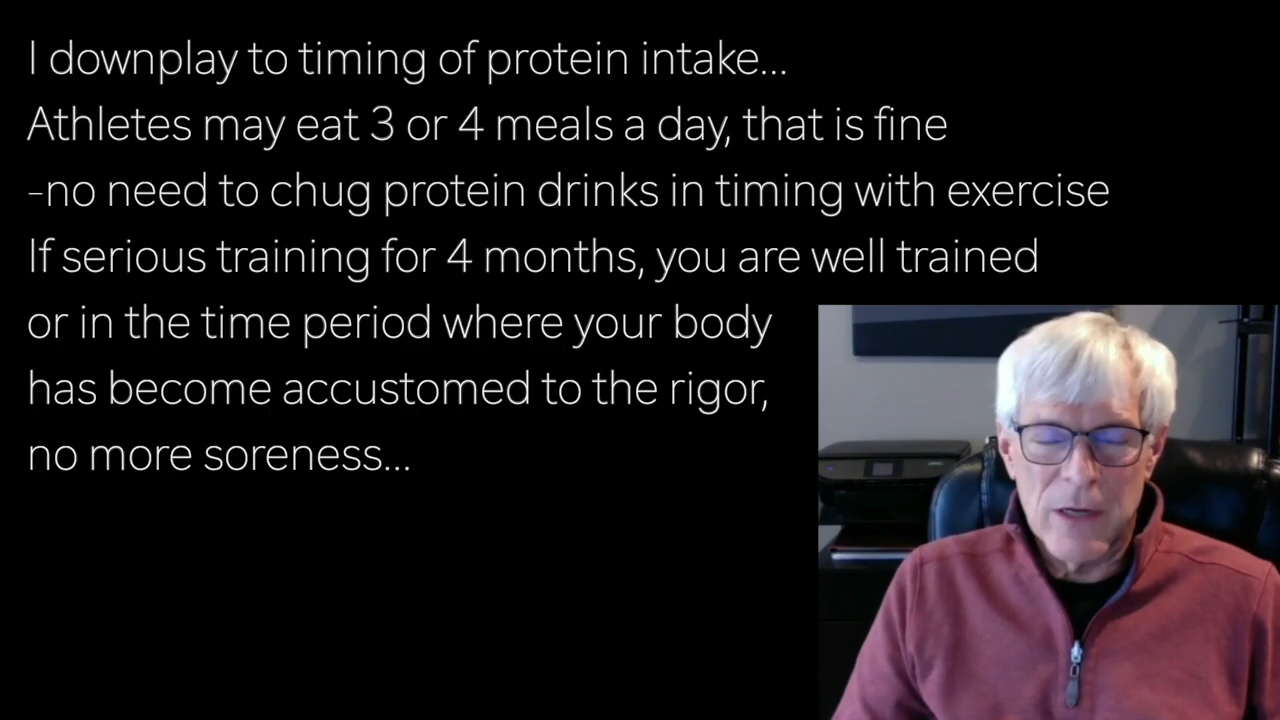 I downplay to timing of protein intake...
Athletes may eat 3 or 4 meals a day, that is fine
-no need to chug protein drinks in timing with exercise
If serious training for 4 months, you are well trained
or in the time period where your body
has become accustomed to the rigor,
no more soreness...